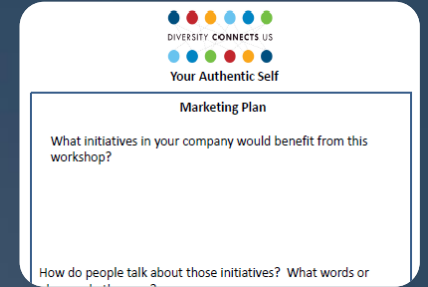 DIVERSITY CONNECTS US
Your Authentic Self
Marketing Plan
What initiatives in your company would benefit from this
workshop?
How do people talk about those initiatives?  What words or